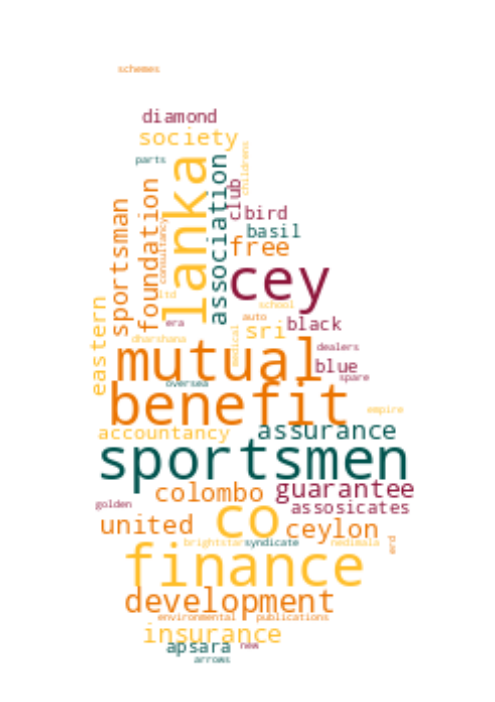 schemes
diamond
society
parts
childrens
lanka
association
club
sportsman
foundation
consultancy
bird
basil
free
cey
ltd
school
eastern
era
auto
sri
black
dharshana
medical
mutual
dealers
blue
spare
oversea
benefit
empire
accountancy
assurance
sportsmen
colombo
guarantee
golden
co
assosicates
united
ceylon
brightstar
syndicate
nedimala
erd
finance
development
environmental
publications
insurance
apsara
new
arrows